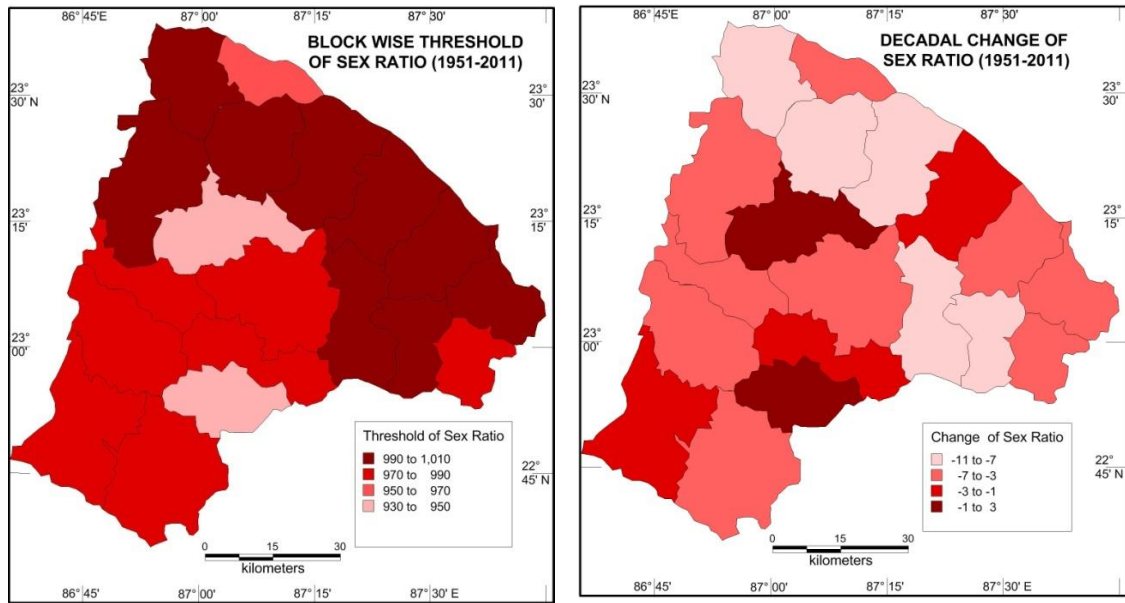 86° 45'E 87° 00' 87° 15' 87° 30'
BLOCK WISE THRESHOLD
OF SEX RATIO (1951-2011)
23°
30' N
23°
30'
23°
15'
23°
15'
23°
00'
23°
00'
Threshold of Sex Ratio
990 to 1,010
970 to 990
950 to 970
930 to 950
22°
45' N
0 15 30
kilometers
86° 45' 87° 00' 87° 15' 87° 30' E
86° 45'E 87° 00' 87° 15' 87° 30'
DECADAL CHANGE OF
SEX RATIO (1951-2011)
23°
30' N
23°
30'
23°
15'
23°
15'
23°
00'
23°
00'
Change of Sex Ratio
-11 to -7
-7 to -3
-3 to -1
-1 to 3
22°
45' N
0 15 30
kilometers
86° 45' 87° 00' 87° 15' 87° 30' E